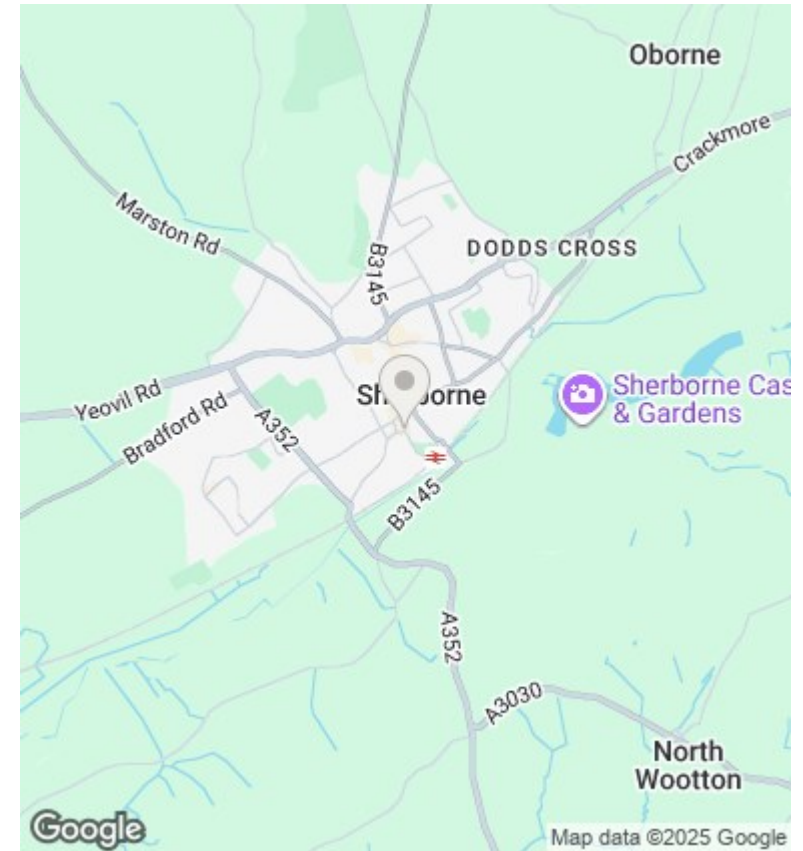 Oborne
Crackmore
Marston Rd
B3145
DODDS CROSS
Yeovil Rd
Bradford Rd
A352
Sherborne
Sherborne Cas
& Gardens
B3145
A352
A3030
North
Wootton
Google
Map data ©2025 Google